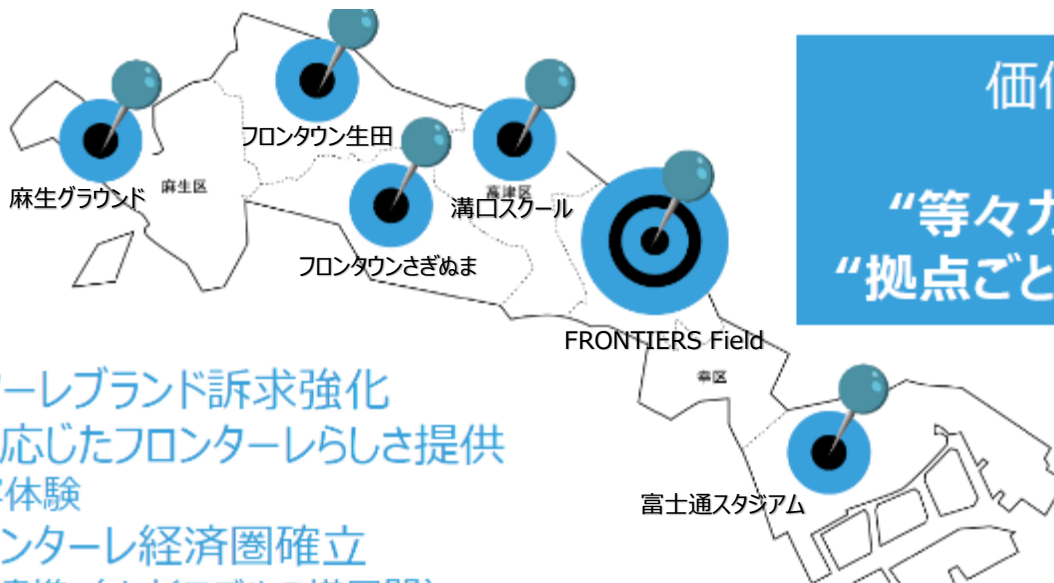 フロンタウン生田
麻生グラウンド
麻生区
高津区
溝口スクール
フロンタウンさぎぬま
FRONTIERS Field
幸区
富士通スタジアム
“等々力
“拠点ごと
ーレブランド訴求強化
応じたフロンターレらしさ提供
体験
ンターレ経済圏確立